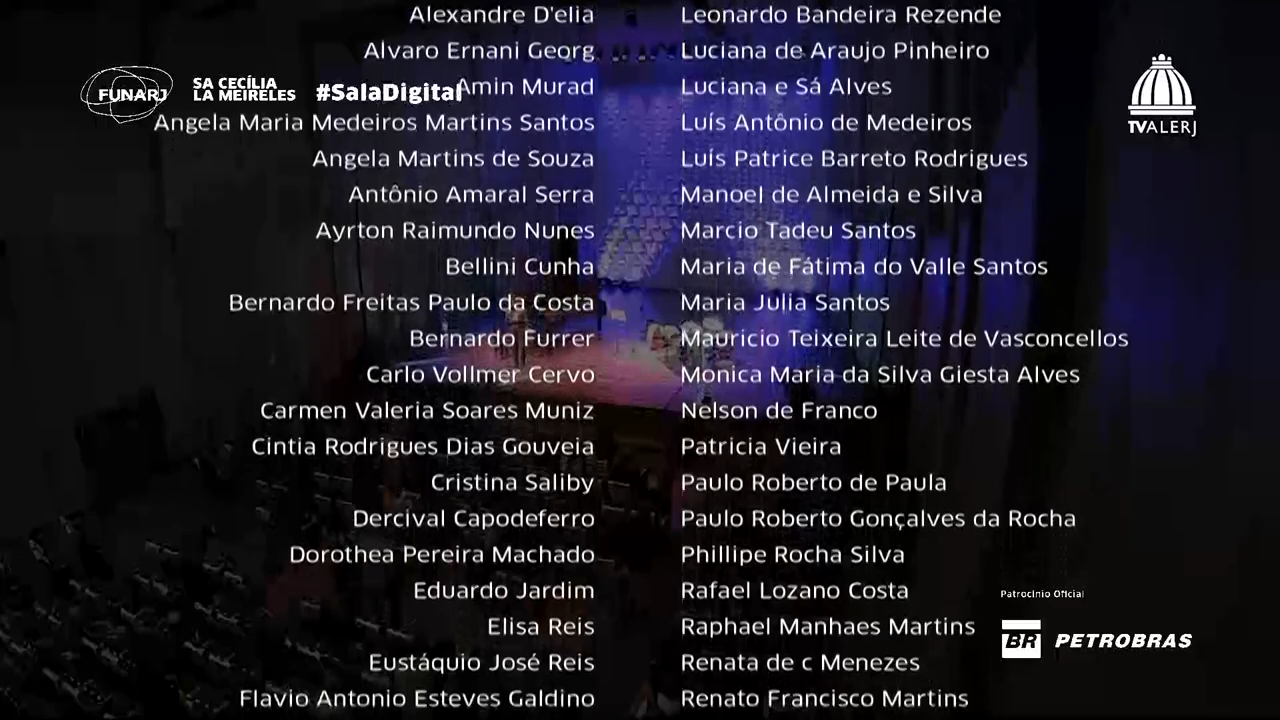 Alexandre D'elia
Alvaro Ernani Georg
Amin Murad
Angela Maria Medeiros Martins Santos
Angela Martins de Souza
Antônio Amaral Serra
Ayrton Raimundo Nunes
Bellini Cunha
Bernardo Freitas Paulo da Costa
Bernardo Furrer
Carlo Vollmer Cervo
Carmen Valeria Soares Muniz
Cintia Rodrigues Dias Gouveia
Cristina Saliby
Dercival Capodeferro
Dorothea Pereira Machado
Eduardo Jardim
Elisa Reis
Eustáquio José Reis
Flavio Antonio Esteves Galdino
Leonardo Bandeira Rezende
Luciana de Araujo Pinheiro
Luciana e Sá Alves
Luís Antônio de Medeiros
Luís Patrice Barreto Rodrigues
Manoel de Almeida e Silva
Marcio Tadeu Santos
Maria de Fátima do Valle Santos
Maria Julia Santos
Mauricio Teixeira Leite de Vasconcellos
Monica Maria da Silva Giesta Alves
Nelson de Franco
Patricia Vieira
Paulo Roberto de Paula
Paulo Roberto Gonçalves da Rocha
Phillipe Rocha Silva
Rafael Lozano Costa
Raphael Manhaes Martins
Renata de c Menezes
Renato Francisco Martins
FUNARJ
SA CECÍLIA
LA MEIRELES
#SalaDigital
TVALERJ
Patrocínio Oficial
BR PETROBRAS